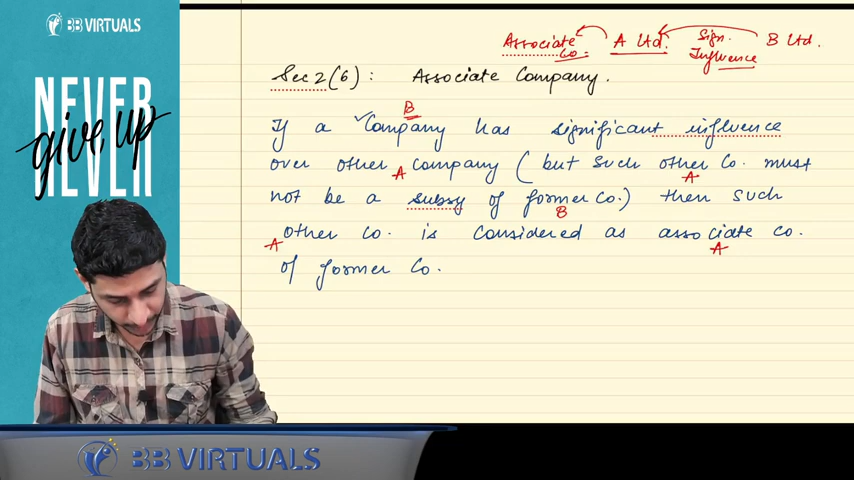 BB VIRTUALS
NEVER
give up
NEVER
Associate Co. A Ltd. Sign. Influence B Ltd.
Sec 2(6) : Associate Company.
B
If a Company has significant influence
over other A company (but such other Co. must
A
not be a subsy of former Co.) then such
B
A other Co. is considered as associate co.
A
of former Co.
BB VIRTUALS